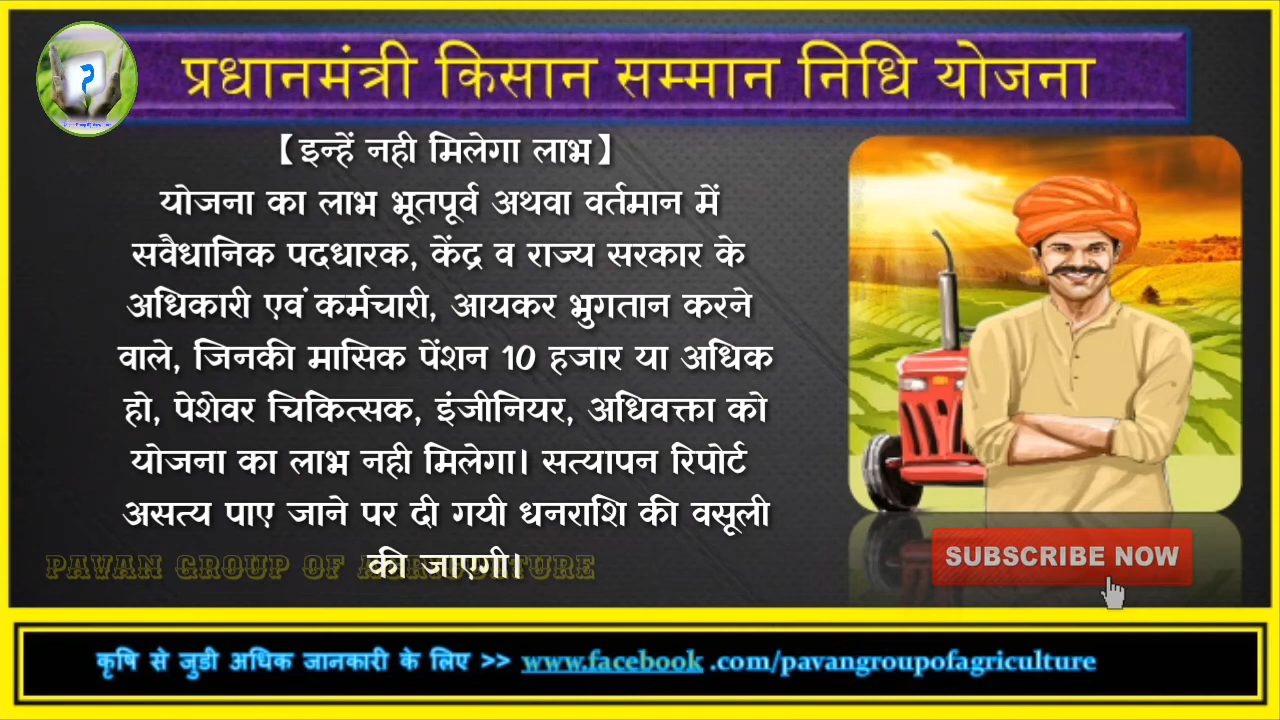 प्रधानमंत्री किसान सम्मान निधि योजना
【इन्हें नही मिलेगा लाभ】
योजना का लाभ भूतपूर्व अथवा वर्तमान में
सवैधानिक पदधारक, केंद्र व राज्य सरकार के
अधिकारी एवं कर्मचारी, आयकर भुगतान करने
वाले, जिनकी मासिक पेंशन 10 हजार या अधिक
हो, पेशेवर चिकित्सक, इंजीनियर, अधिवक्ता को
योजना का लाभ नही मिलेगा। सत्यापन रिपोर्ट
असत्य पाए जाने पर दी गयी धनराशि की वसूली
की जाएगी।
PAVAN GROUP OF AGRICULTURE
SUBSCRIBE NOW
कृषि से जुडी अधिक जानकारी के लिए >> www.facebook .com/pavangroupofagriculture